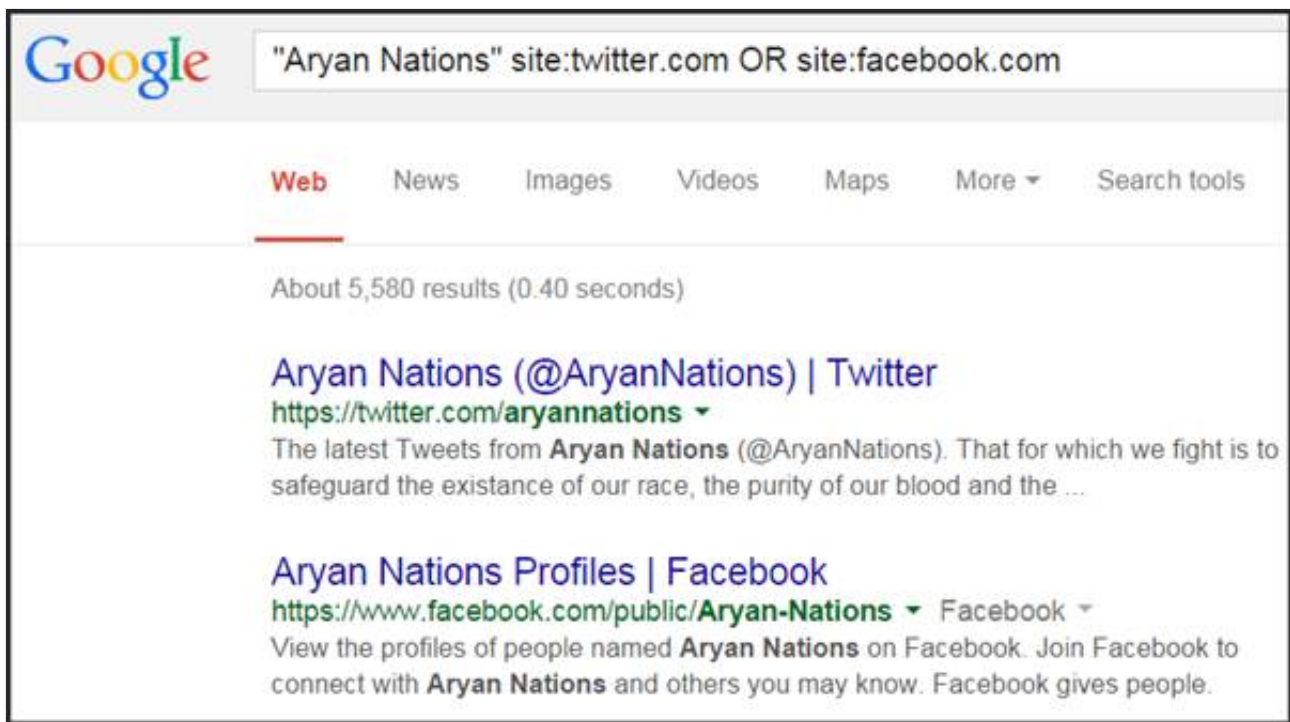 Google "Aryan Nations" site:twitter.com OR site:facebook.com
Web News Images Videos Maps More Search tools
About 5,580 results (0.40 seconds)
Aryan Nations (@AryanNations) | Twitter
https://twitter.com/aryannations
The latest Tweets from Aryan Nations (@AryanNations). That for which we fight is to
safeguard the existance of our race, the purity of our blood and the ...
Aryan Nations Profiles | Facebook
https://www.facebook.com/public/Aryan-Nations Facebook
View the profiles of people named Aryan Nations on Facebook. Join Facebook to
connect with Aryan Nations and others you may know. Facebook gives people.